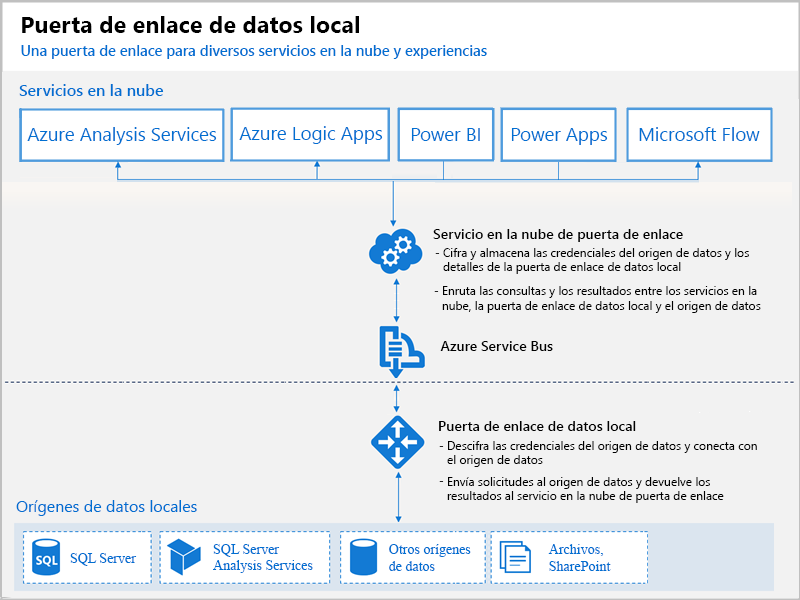 Puerta de enlace de datos local
Una puerta de enlace para diversos servicios en la nube y experiencias
Servicios en la nube
Azure Analysis Services
Azure Logic Apps
Power BI
Power Apps
Microsoft Flow
Servicio en la nube de puerta de enlace
- Cifra y almacena las credenciales del origen de datos y los
detalles de la puerta de enlace de datos local
- Enruta las consultas y los resultados entre los servicios en la
nube, la puerta de enlace de datos local y el origen de datos
Azure Service Bus
Puerta de enlace de datos local
- Descifra las credenciales del origen de datos y conecta con
el origen de datos
- Envía solicitudes al origen de datos y devuelve los
resultados al servicio en la nube de puerta de enlace
Orígenes de datos locales
SQL
SQL Server
SQL Server
Analysis Services
Otros orígenes
de datos
Archivos,
SharePoint